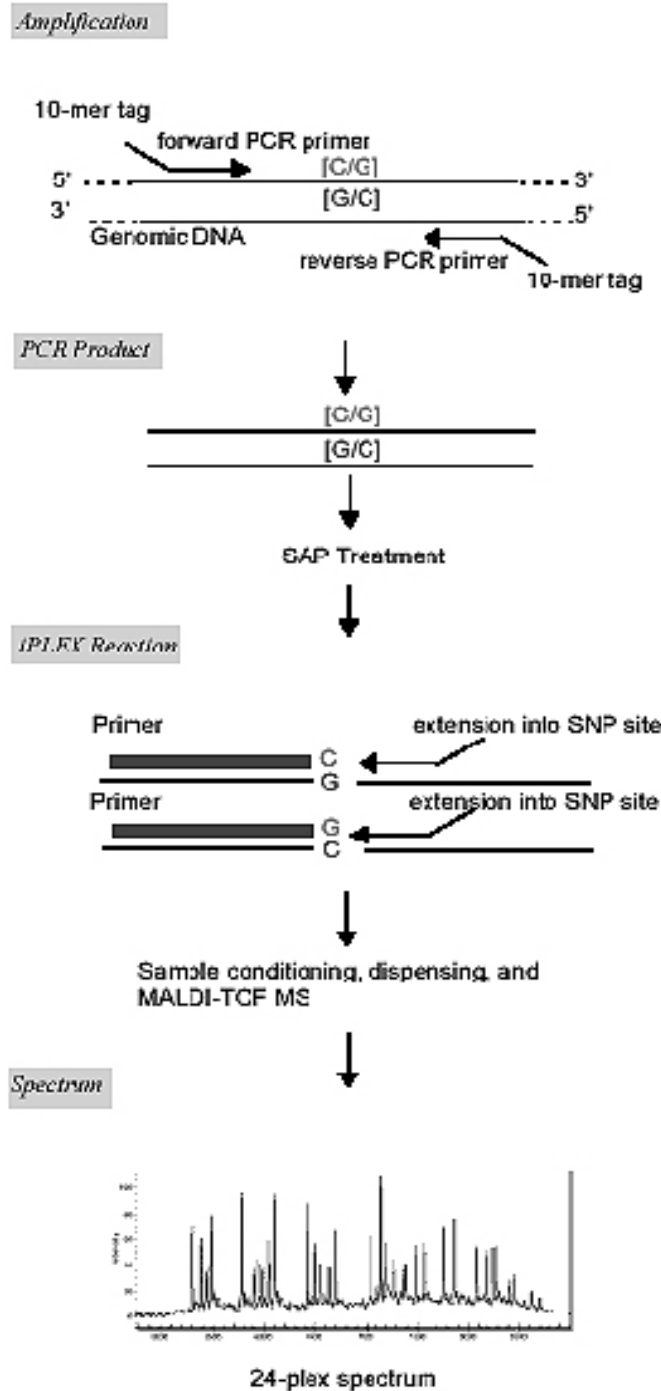 Amplification
10-mer tag
forward PCR primer
[C/G]
5' 3'
[G/C]
3' 5'
Genomic DNA
reverse PCR primer
10-mer tag
PCR Product
[C/G]
[G/C]
SAP Treatment
iPLEX Reaction
Primer extension into SNP site
C
G
Primer extension into SNP site
G
C
Sample conditioning, dispensing, and
MALDI-TCF MS
Spectrum
24-plex spectrum